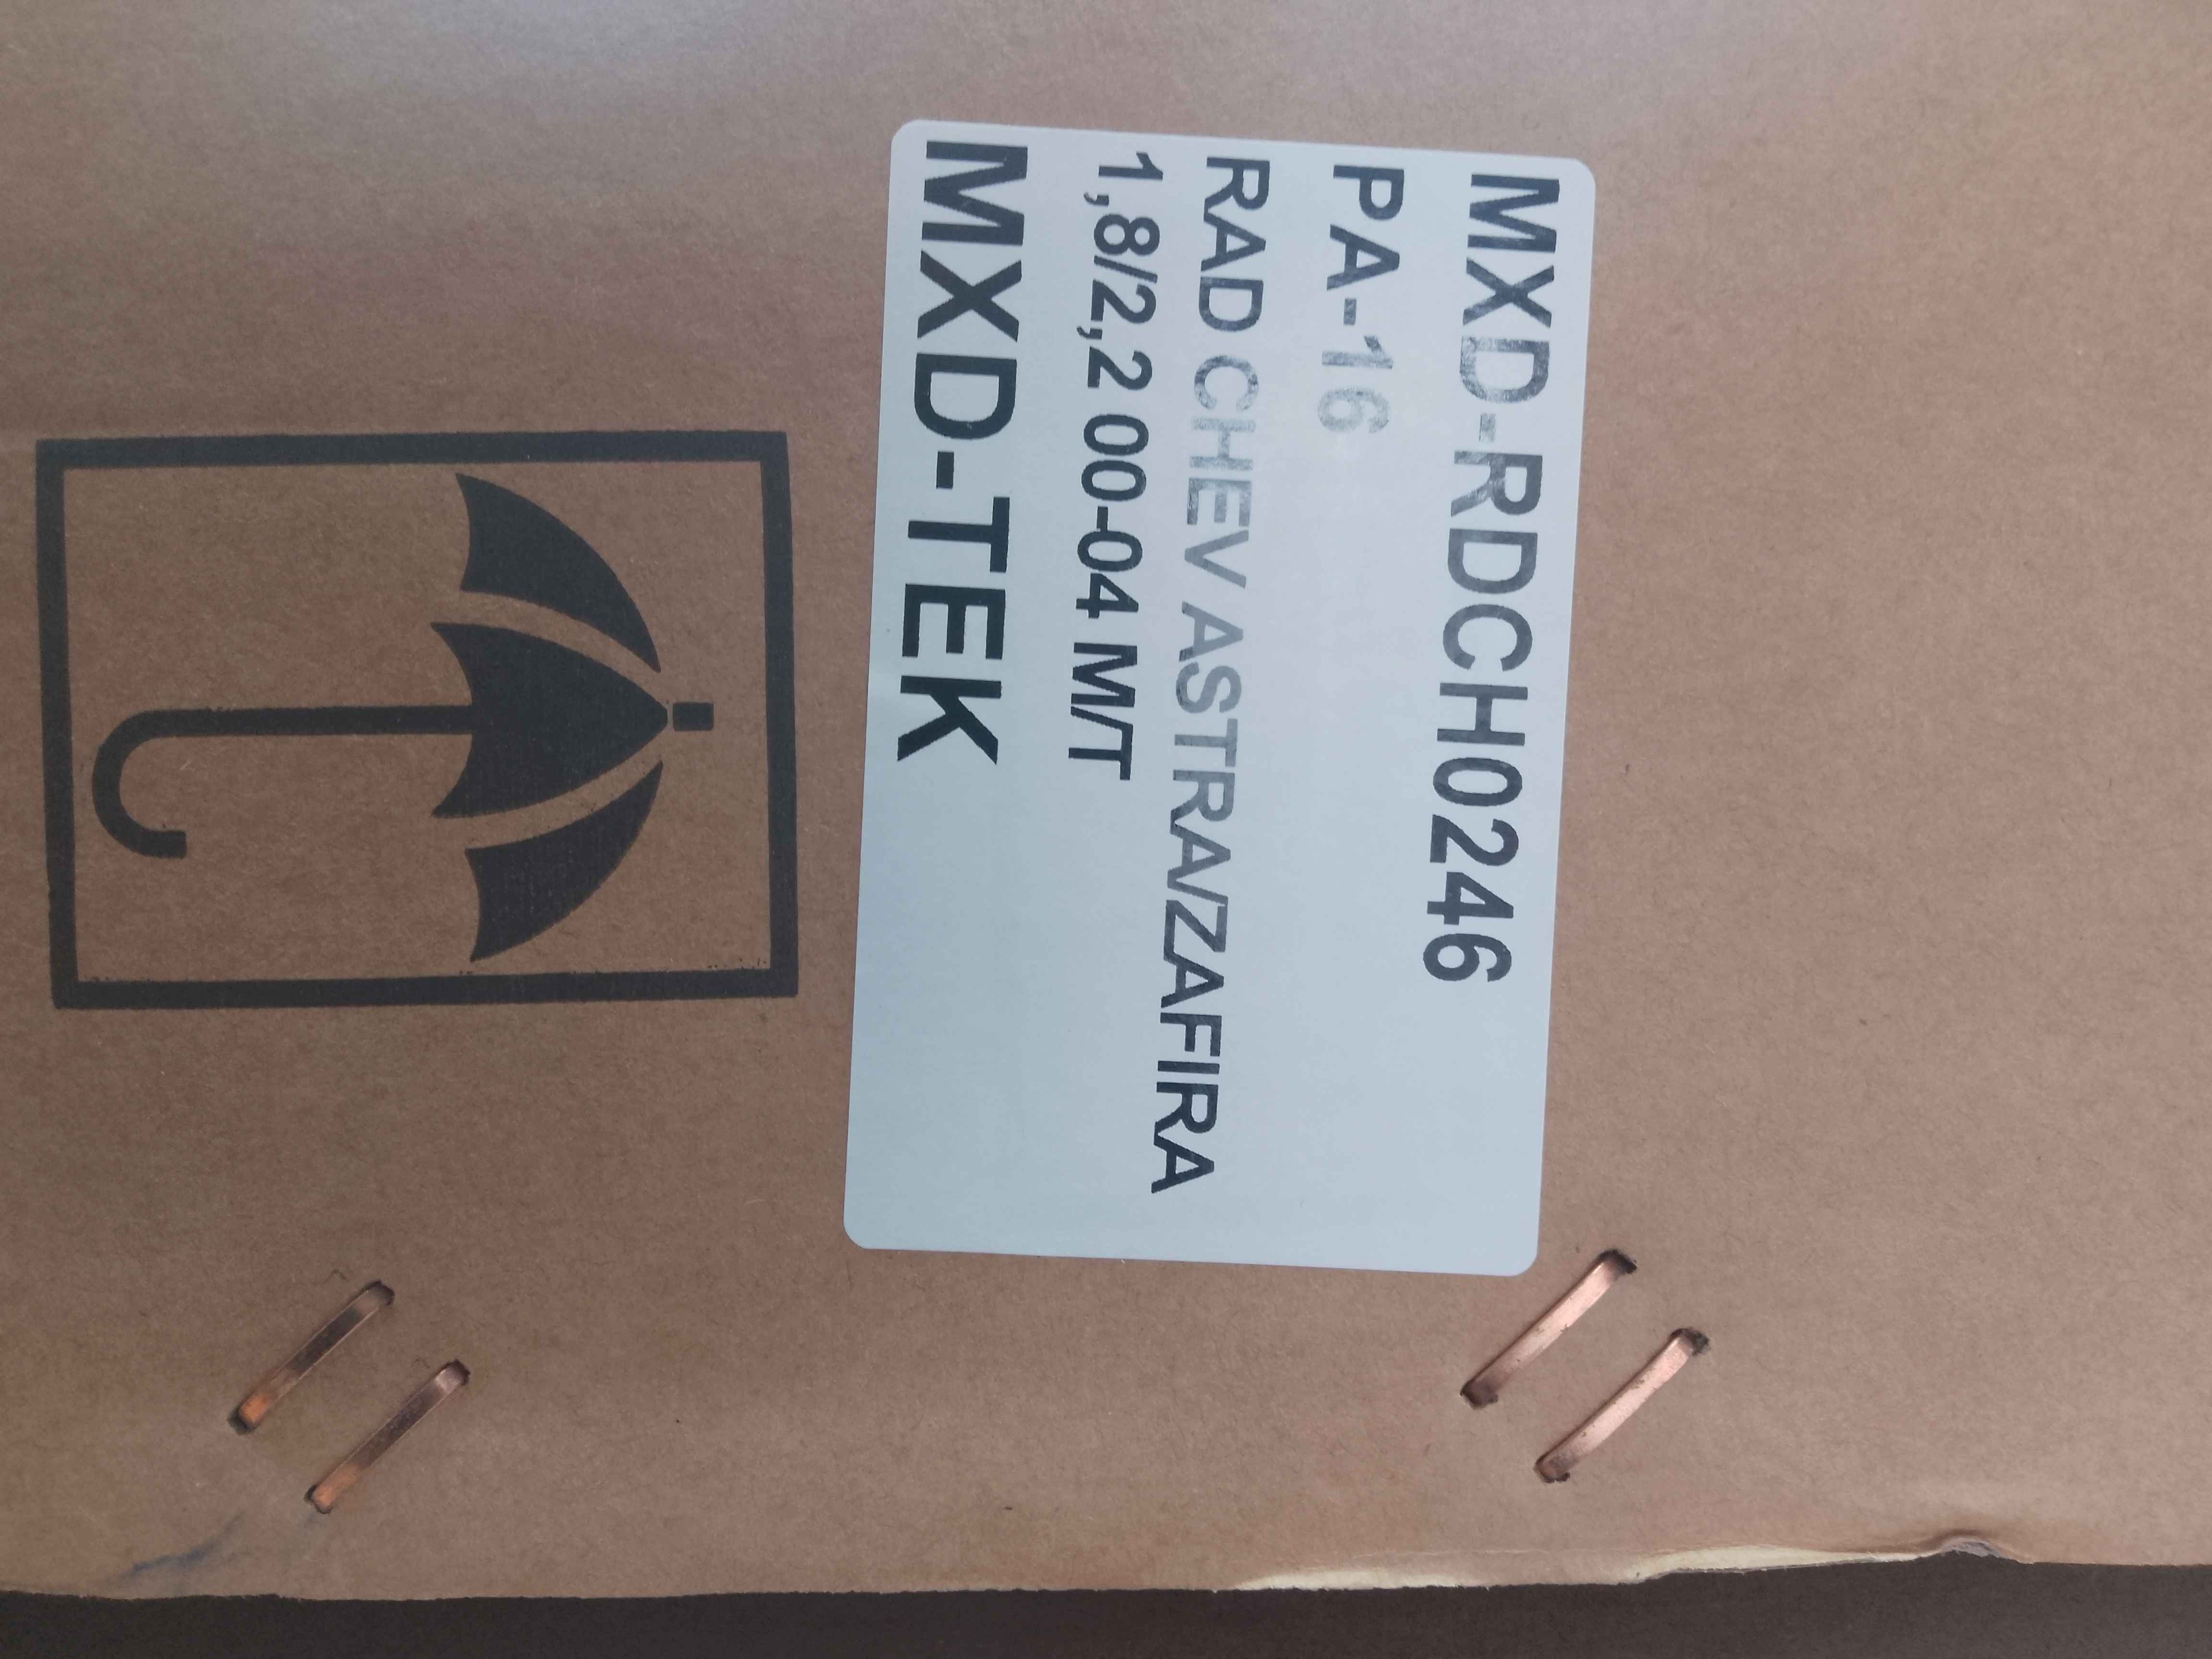 MXD-RDCH0246
PA-16
RAD CHEV ASTRA/ZAFIRA
1,8/2,2 00-04 M/T
MXD-TEK